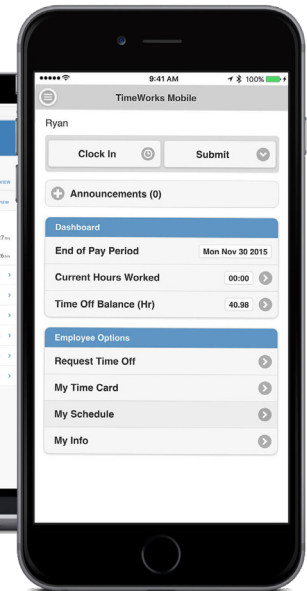 9:41 AM
100%
TimeWorks Mobile
Ryan
Clock In
Submit
Announcements (0)
Dashboard
End of Pay Period
Mon Nov 30 2015
Current Hours Worked
00:00
Time Off Balance (Hr)
40.98
Employee Options
Request Time Off
My Time Card
My Schedule
My Info